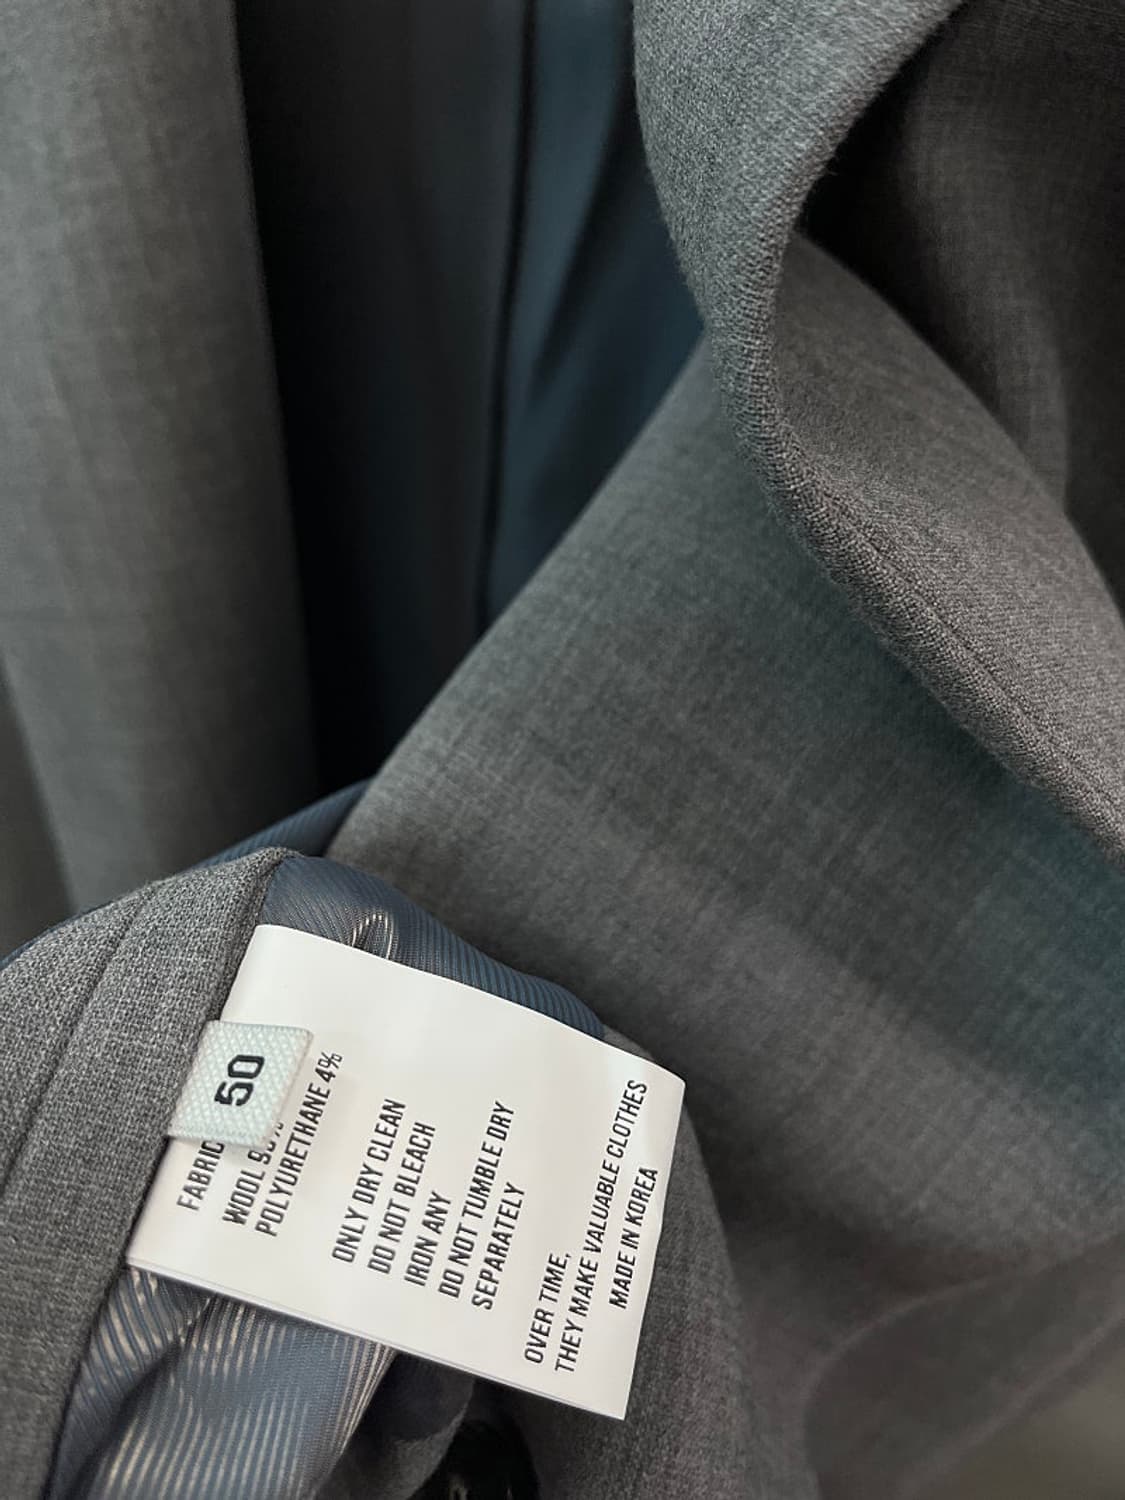 50
FABRIC
WOOL
POLYURETHANE 4%
ONLY DRY CLEAN
DO NOT BLEACH
IRON ANY
DO NOT TUMBLE DRY
SEPARATELY
OVER TIME,
THEY MAKE VALUABLE CLOTHES
MADE IN KOREA